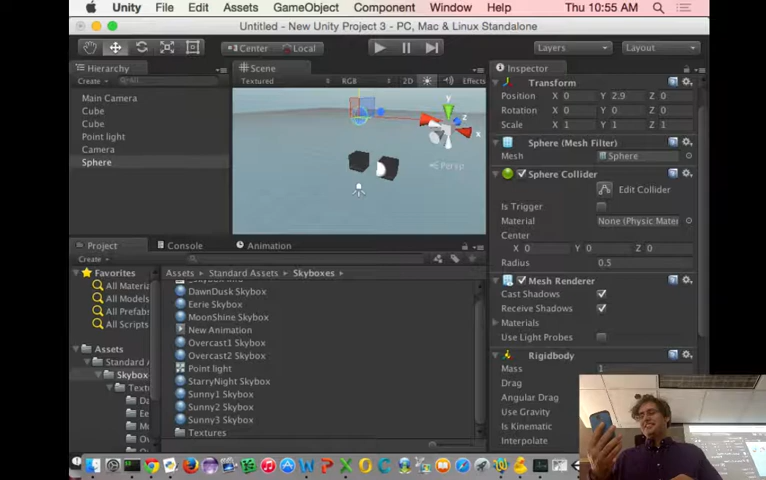 Unity File Edit Assets GameObject Component Window Help Thu 10:55 AM
Untitled - New Unity Project 3 - PC, Mac & Linux Standalone
Center Local Layers Layout
Hierarchy
Create
All
Main Camera
Cube
Cube
Point light
Camera
Sphere
Scene
Textured RGB 2D Effects
y
z
x
Persp
Project Console Animation
Create
Favorites
All Materia
All Models
All Prefabs
All Scripts
Assets
Standard
Skybox
Textu
Assets Standard Assets Skyboxes
DawnDusk Skybox
Eerie Skybox
MoonShine Skybox
New Animation
Overcast1 Skybox
Overcast2 Skybox
Point light
StarryNight Skybox
Sunny1 Skybox
Sunny2 Skybox
Sunny3 Skybox
Textures
Inspector
Transform
Position X 0 Y 2.9 Z 0
Rotation X 0 Y 0 Z 0
Scale X 1 Y 1 Z 1
Sphere (Mesh Filter)
Mesh Sphere
Sphere Collider
Edit Collider
Is Trigger
Material None (Physic Mater
Center
X 0 Y 0 Z 0
Radius 0.5
Mesh Renderer
Cast Shadows
Receive Shadows
Materials
Use Light Probes
Rigidbody
Mass 1
Drag
Angular Drag
Use Gravity
Is Kinematic
Interpolate